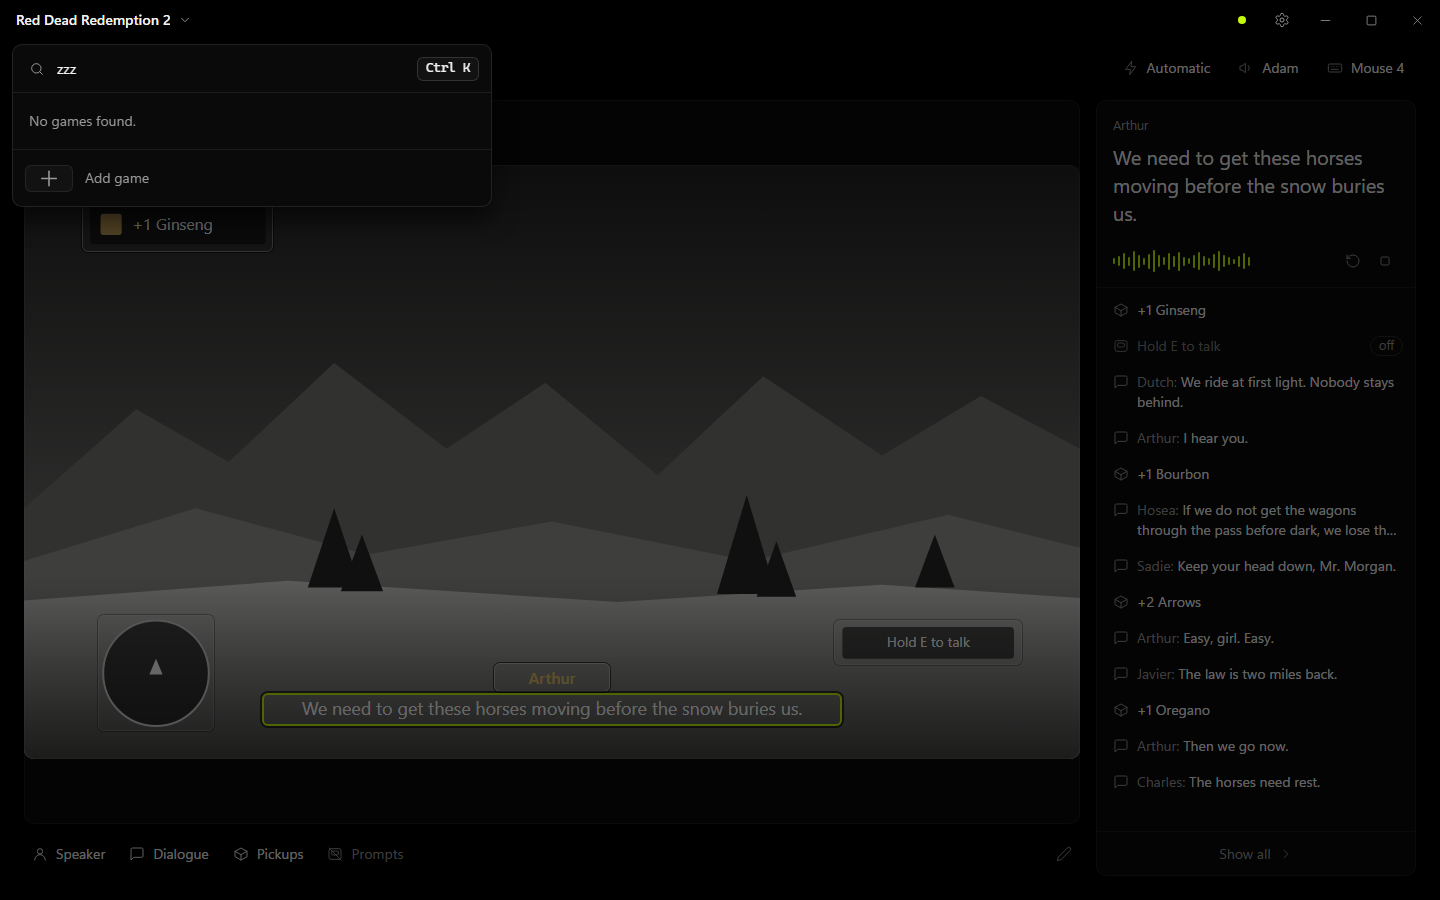 Red Dead Redemption 2
zzz
Ctrl K
No games found.
Add game
Automatic
Adam
Mouse 4
+1 Ginseng
Hold E to talk
Arthur
We need to get these horses moving before the snow buries us.
Speaker
Dialogue
Pickups
Prompts
Arthur
We need to get these horses
moving before the snow buries
us.
+1 Ginseng
Hold E to talk
off
Dutch: We ride at first light. Nobody stays
behind.
Arthur: I hear you.
+1 Bourbon
Hosea: If we do not get the wagons
through the pass before dark, we lose th...
Sadie: Keep your head down, Mr. Morgan.
+2 Arrows
Arthur: Easy, girl. Easy.
Javier: The law is two miles back.
+1 Oregano
Arthur: Then we go now.
Charles: The horses need rest.
Show all